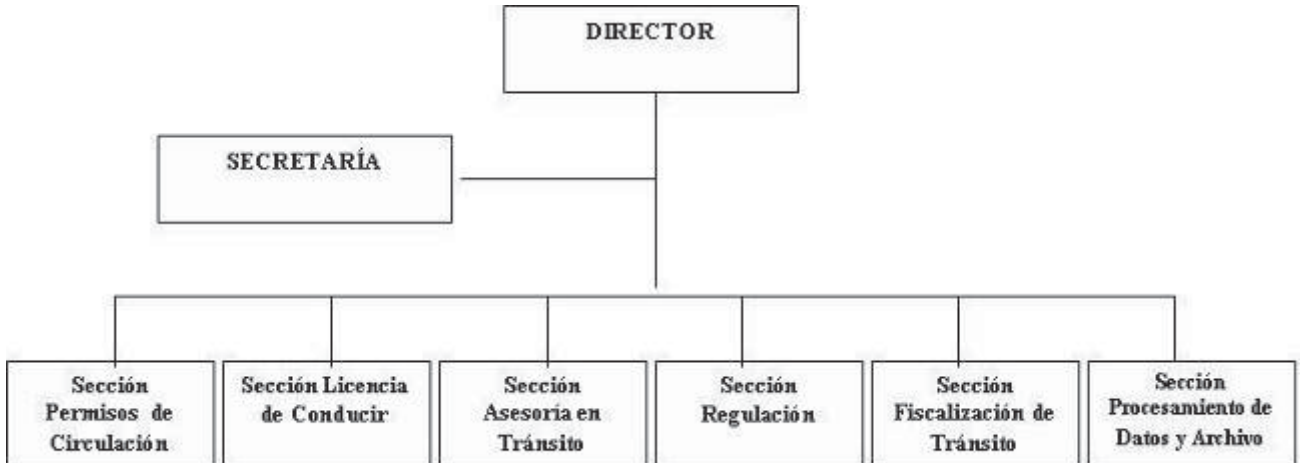 DIRECTOR
SECRETARÍA
Sección
Permisos de
Circulación
Sección Licencia
de Conducir
Sección
Asesoría en
Tránsito
Sección
Regulación
Sección
Fiscalización de
Tránsito
Sección
Procesamiento de
Datos y Archivo